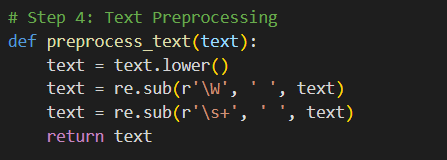 # Step 4: Text Preprocessing
def preprocess_text(text):
    text = text.lower()
    text = re.sub(r'\W', ' ', text)
    text = re.sub(r'\s+', ' ', text)
    return text